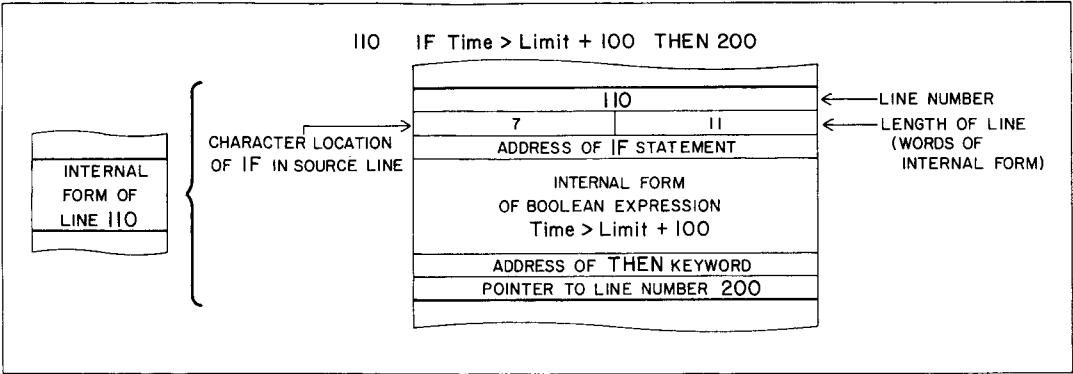 110 IF Time > Limit + 100 THEN 200
110
LINE NUMBER
CHARACTER LOCATION
OF IF IN SOURCE LINE
7
11
LENGTH OF LINE
(WORDS OF
INTERNAL FORM)
ADDRESS OF IF STATEMENT
INTERNAL
FORM OF
LINE 110
INTERNAL FORM
OF BOOLEAN EXPRESSION
Time > Limit + 100
ADDRESS OF THEN KEYWORD
POINTER TO LINE NUMBER 200